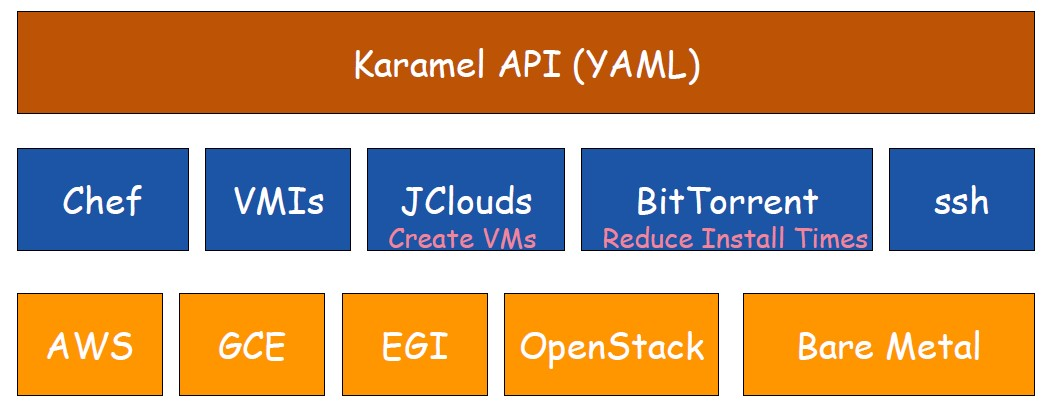 Karamel API (YAML)
Chef
VMIs
JClouds
Create VMs
BitTorrent
Reduce Install Times
ssh
AWS
GCE
EGI
OpenStack
Bare Metal